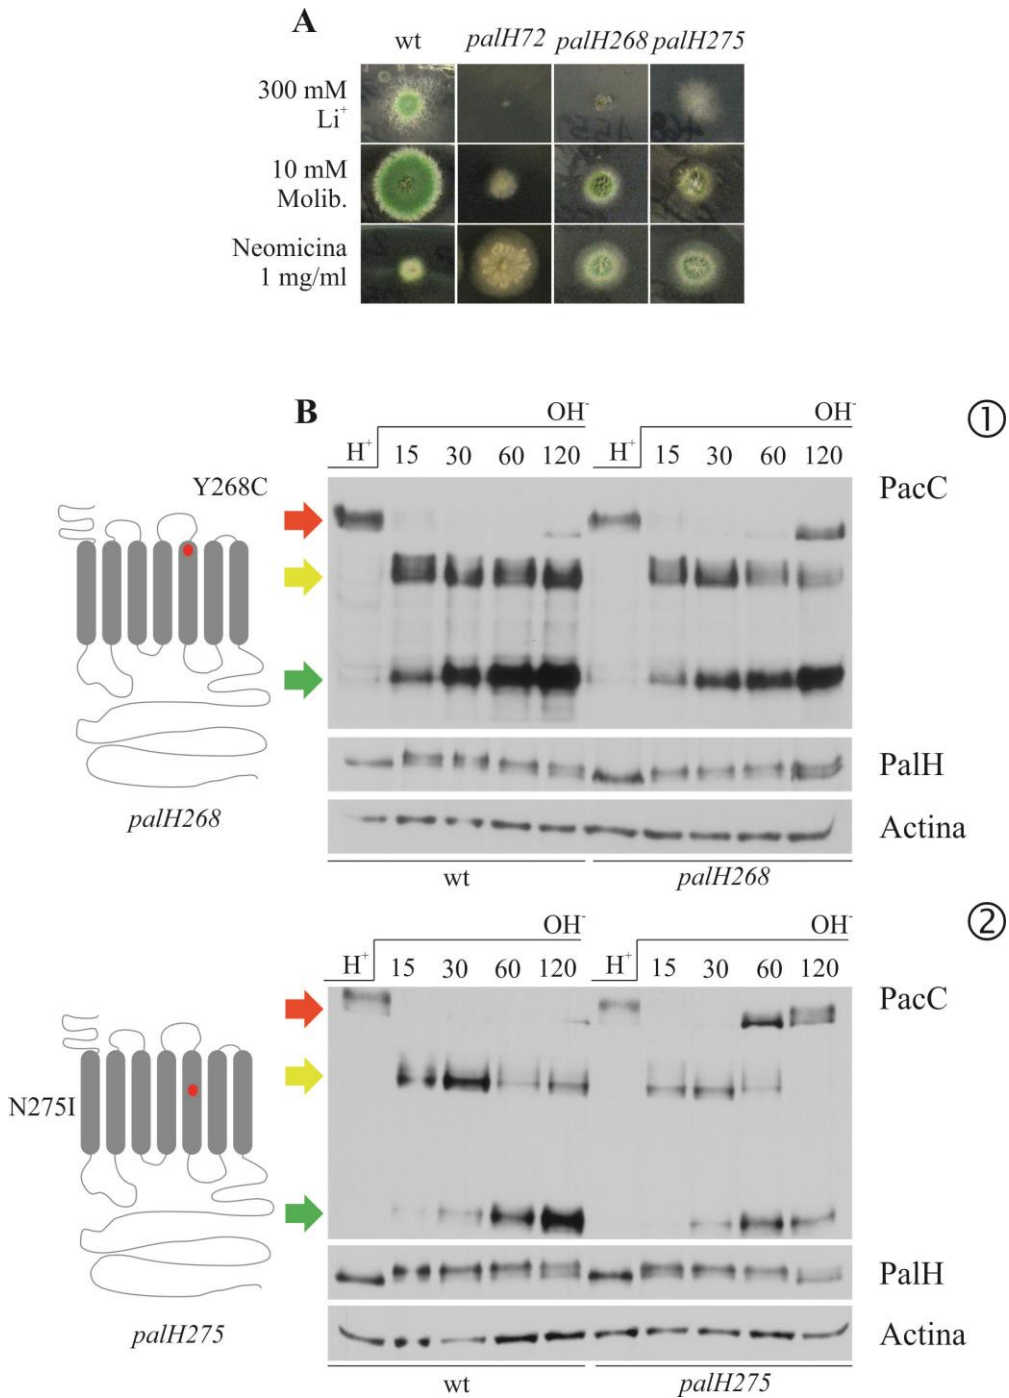 A
wt palH72 palH268 palH275
300 mM
Li⁺
10 mM
Molib.
Neomicina
1 mg/ml
B
①
OH⁻ OH⁻
H⁺ 15 30 60 120 H⁺ 15 30 60 120
PacC
Y268C
PalH
palH268
Actina
wt palH268
②
OH⁻ OH⁻
H⁺ 15 30 60 120 H⁺ 15 30 60 120
PacC
N275I
PalH
palH275
Actina
wt palH275